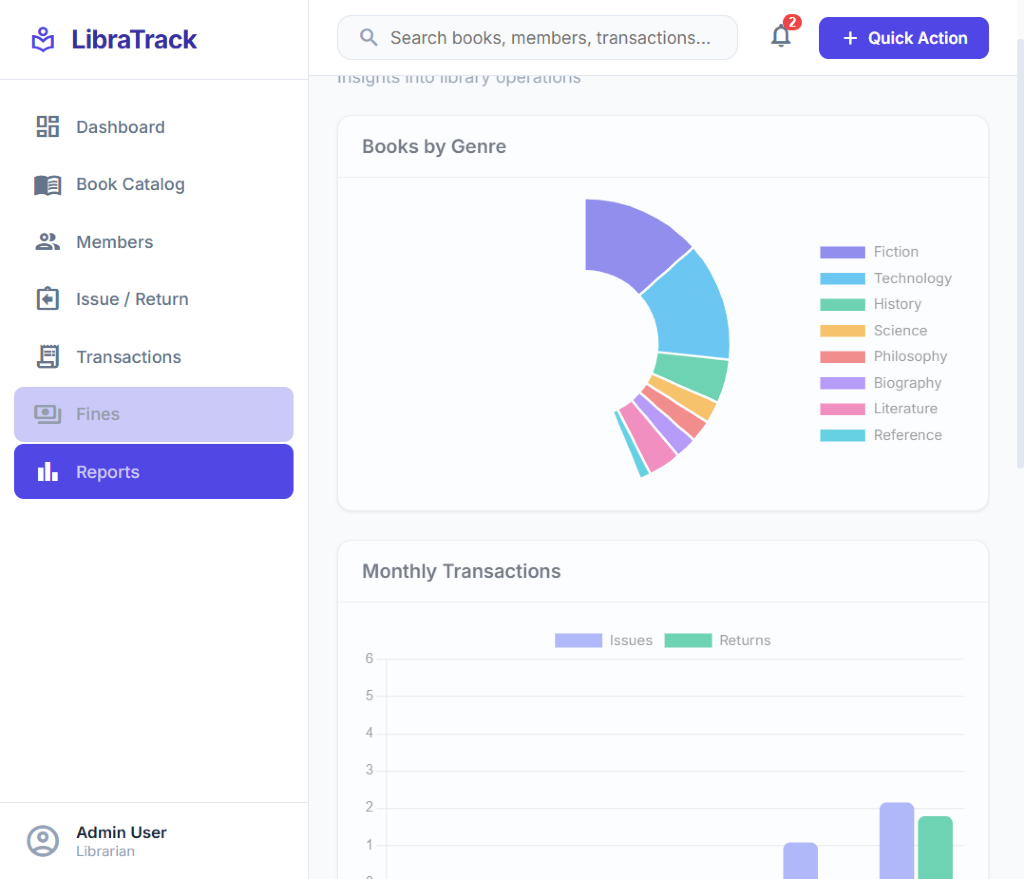 LibraTrack
Search books, members, transactions...
2
Quick Action
Dashboard
Book Catalog
Members
Issue / Return
Transactions
Fines
Reports
Admin User
Librarian
Insights into library operations
Books by Genre
Fiction
Technology
History
Science
Philosophy
Biography
Literature
Reference
Monthly Transactions
Issues Returns
6
5
4
3
2
1